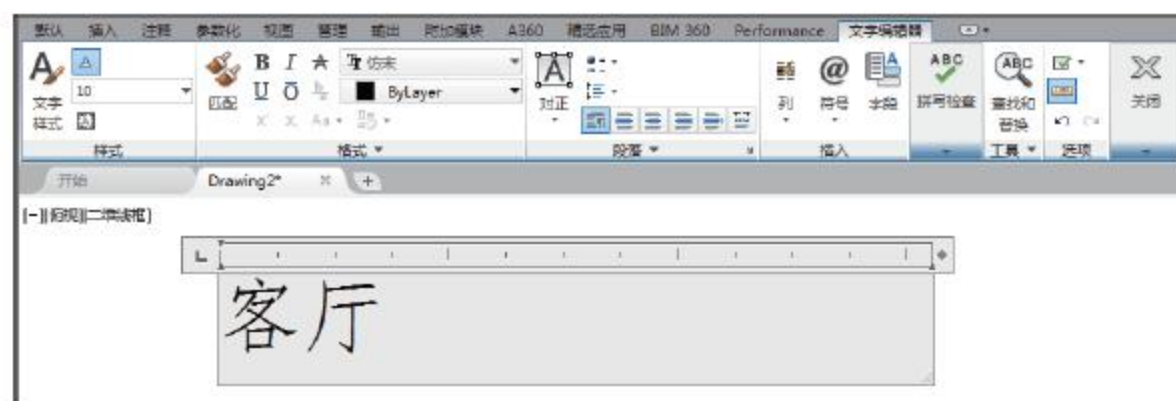 默认 插入 注释 参数化 视图 管理 输出 附加模块 A360 精选应用 BIM 360 Performance 文字编辑器
A A B I A 仿宋 A @ A ABC ABC
10 U O ByLayer
文字 匹配 对正 列 符号 字段 拼写检查 查找和 关闭
样式 A Aa 替换
样式 格式 段落 插入 工具 选项
开始 Drawing2* × +
[-][俯视][二维线框]
客厅